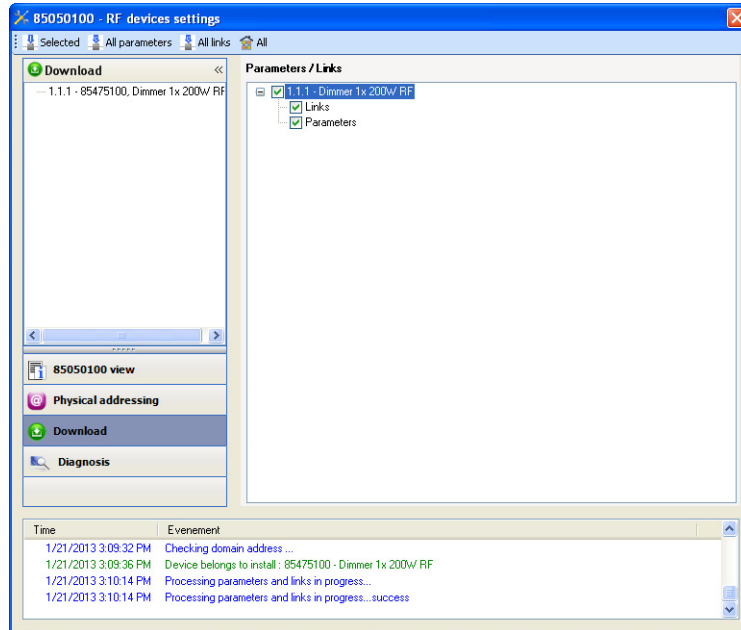 85050100 - RF devices settings
Selected All parameters All links All
Download «
1.1.1 - 85475100, Dimmer 1x 200W RF
85050100 view
Physical addressing
Download
Diagnosis
Parameters / Links
1.1.1 - Dimmer 1x 200W RF
Links
Parameters
Time Evenement
1/21/2013 3:09:32 PM Checking domain address ...
1/21/2013 3:09:36 PM Device belongs to install : 85475100 - Dimmer 1x 200W RF
1/21/2013 3:10:14 PM Processing parameters and links in progress...
1/21/2013 3:10:14 PM Processing parameters and links in progress...success